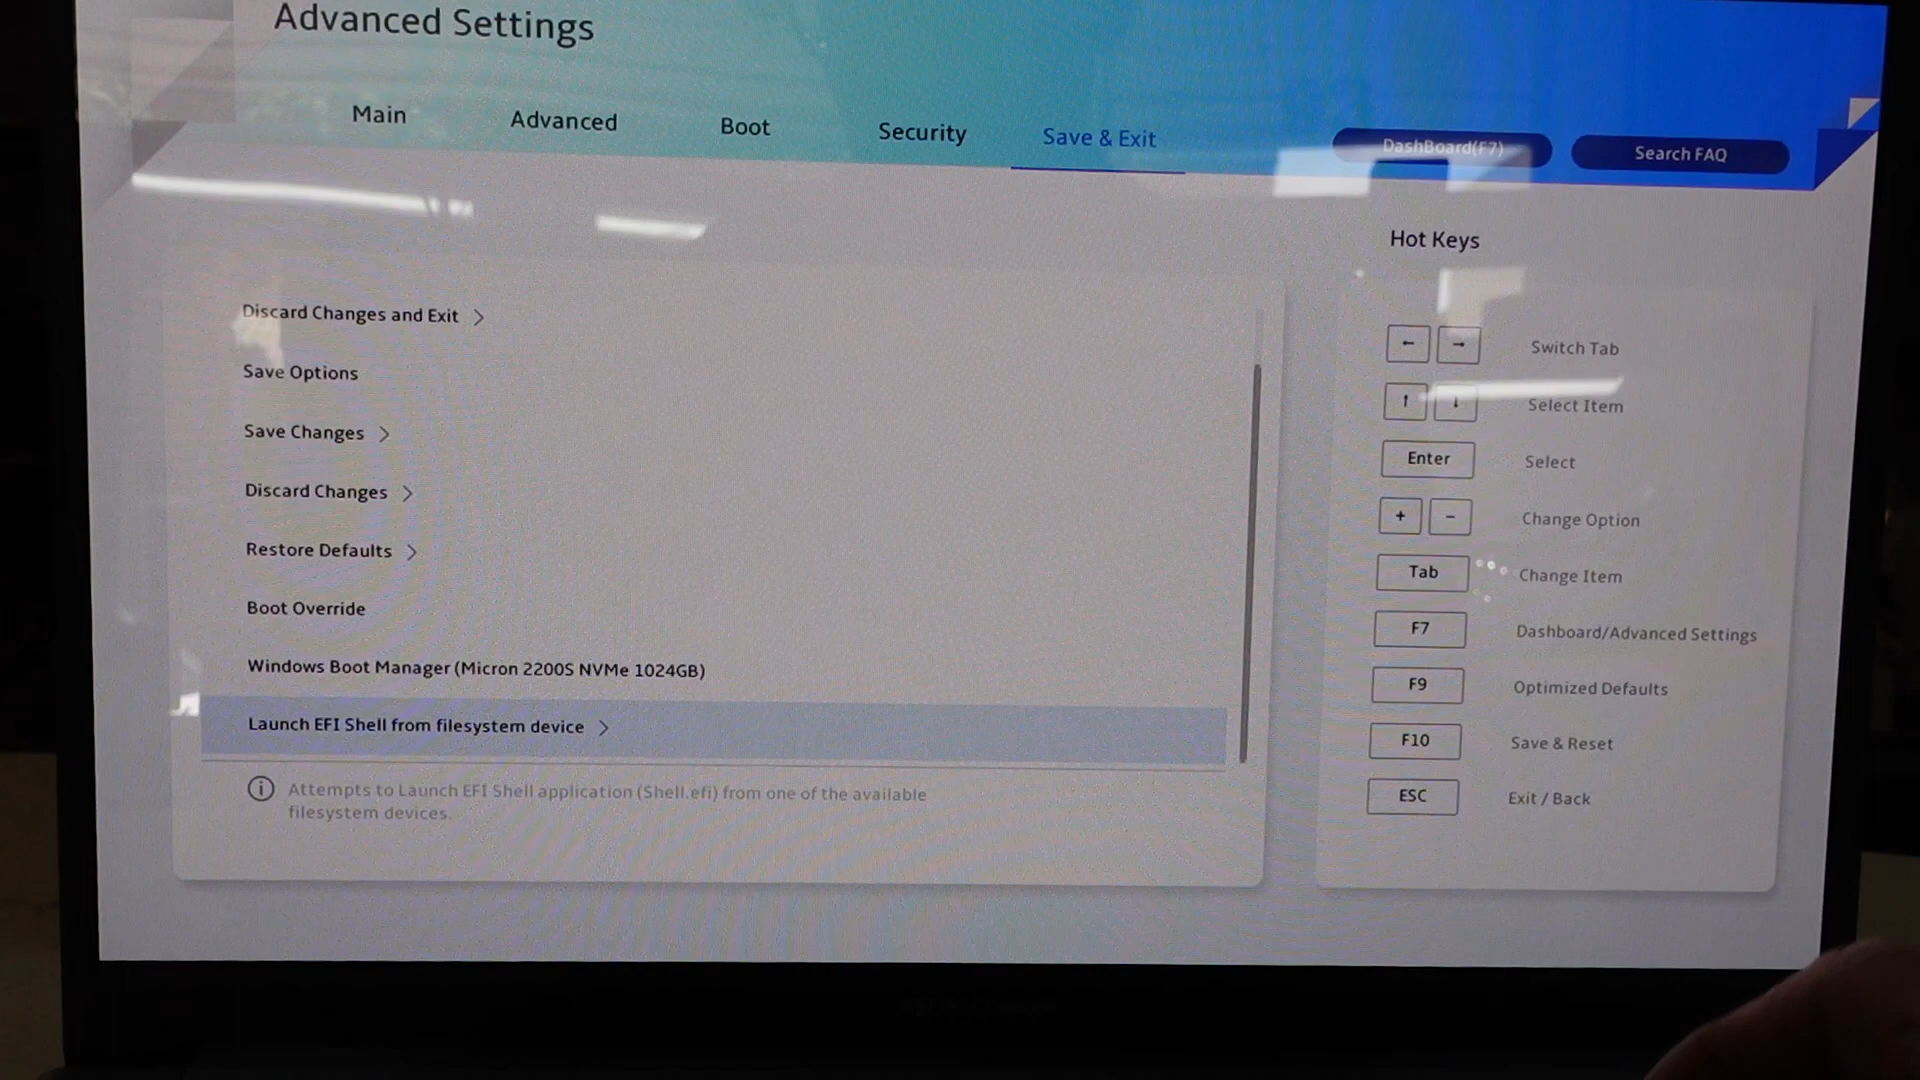 Advanced Settings
Main Advanced Boot Security Save & Exit
DashBoard(F7) Search FAQ
Discard Changes and Exit >
Save Options
Save Changes >
Discard Changes >
Restore Defaults >
Boot Override
Windows Boot Manager (Micron 2200S NVMe 1024GB)
Launch EFI Shell from filesystem device >
Attempts to Launch EFI Shell application (Shell.efi) from one of the available
filesystem devices.
Hot Keys
← → Switch Tab
↑ ↓ Select Item
Enter Select
+ - Change Option
Tab Change Item
F7 Dashboard/Advanced Settings
F9 Optimized Defaults
F10 Save & Reset
ESC Exit / Back